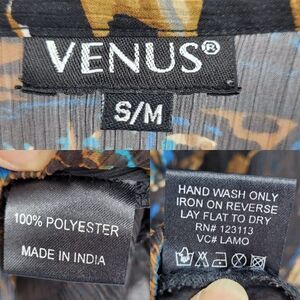 VENUS®
S/M
100% POLYESTER
MADE IN INDIA
HAND WASH ONLY
IRON ON REVERSE
LAY FLAT TO DRY
RN# 123113
VC# LAMO